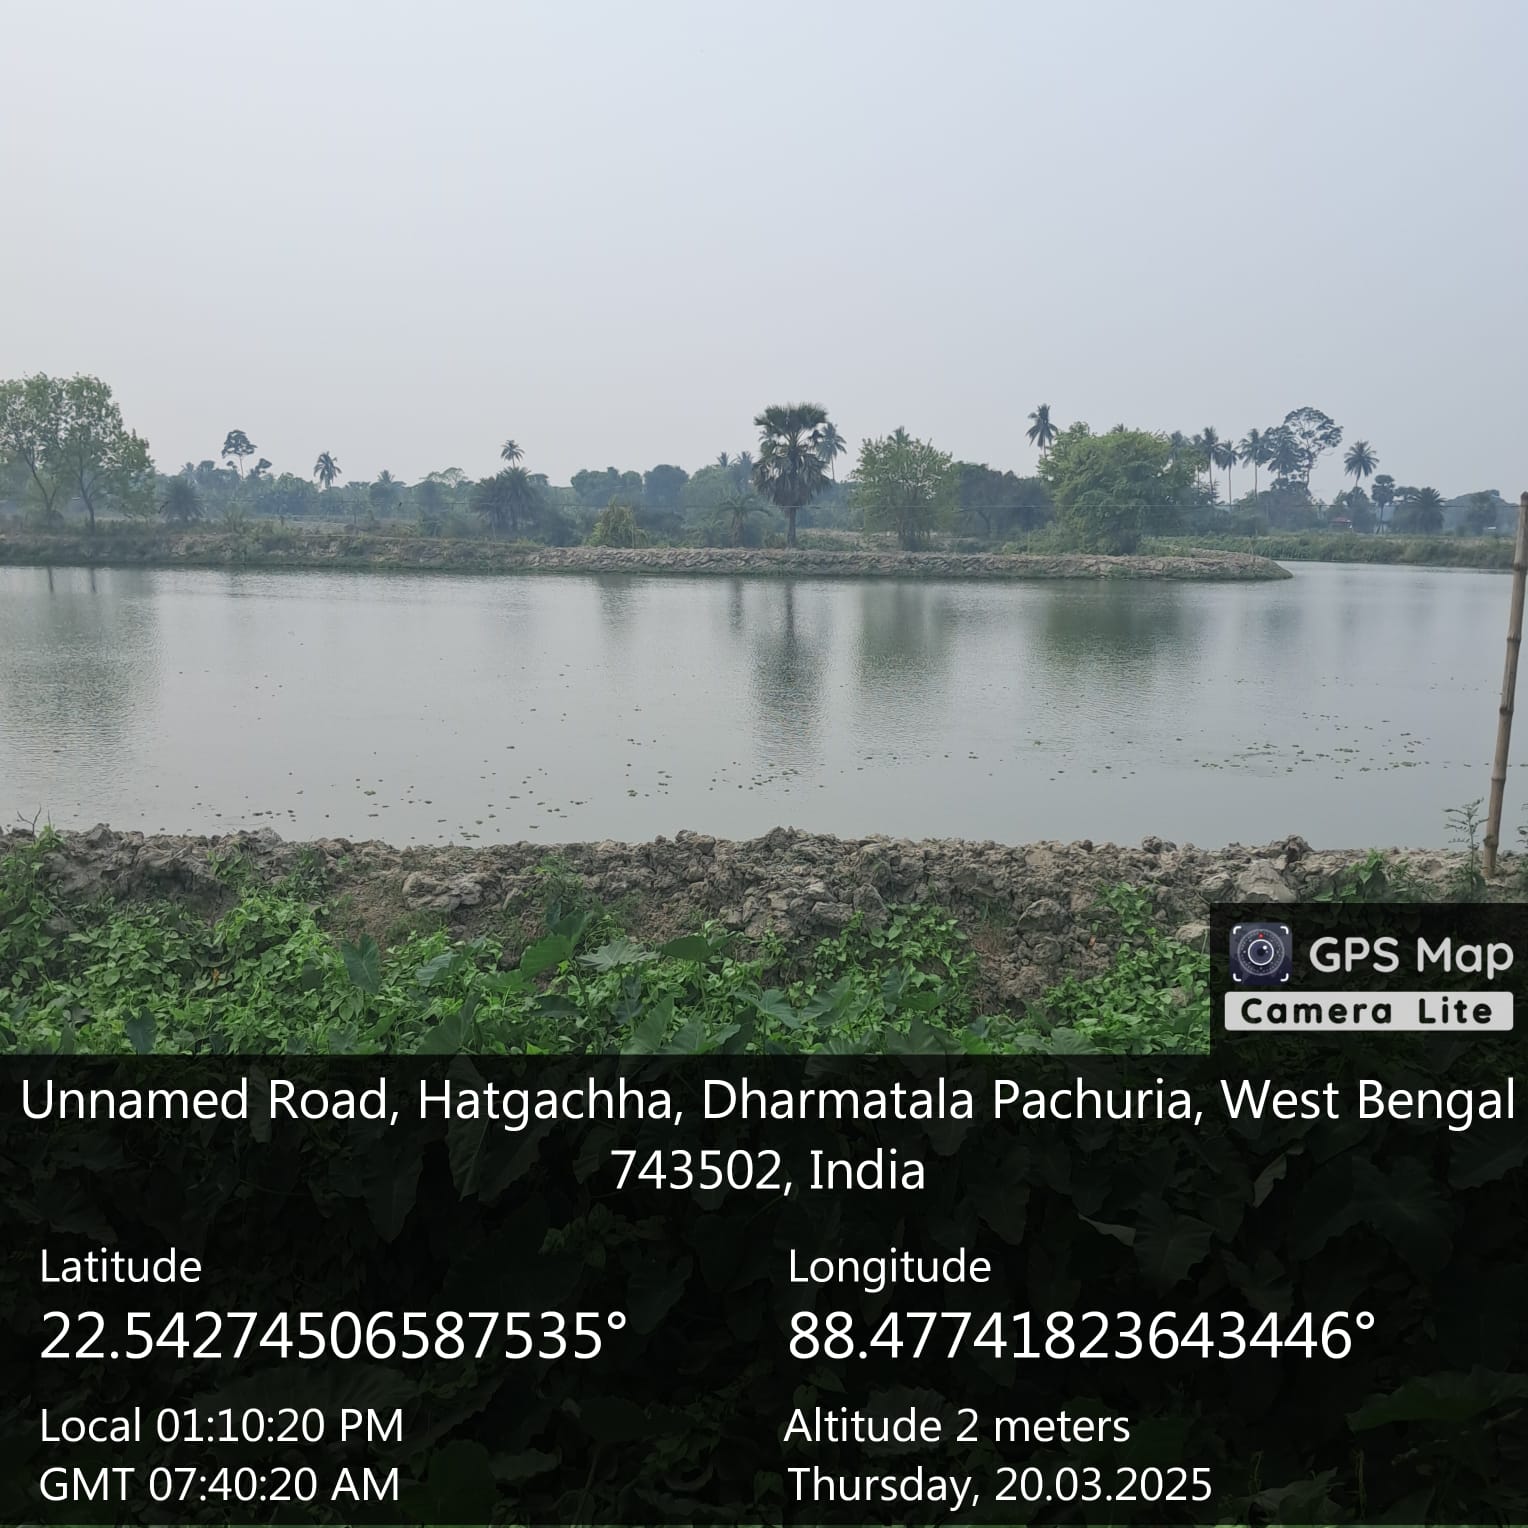 GPS Map
Camera Lite
Unnamed Road, Hatgachha, Dharmatala Pachuria, West Bengal
743502, India
Latitude
22.54274506587535°
Longitude
88.47741823643446°
Local 01:10:20 PM
GMT 07:40:20 AM
Altitude 2 meters
Thursday, 20.03.2025